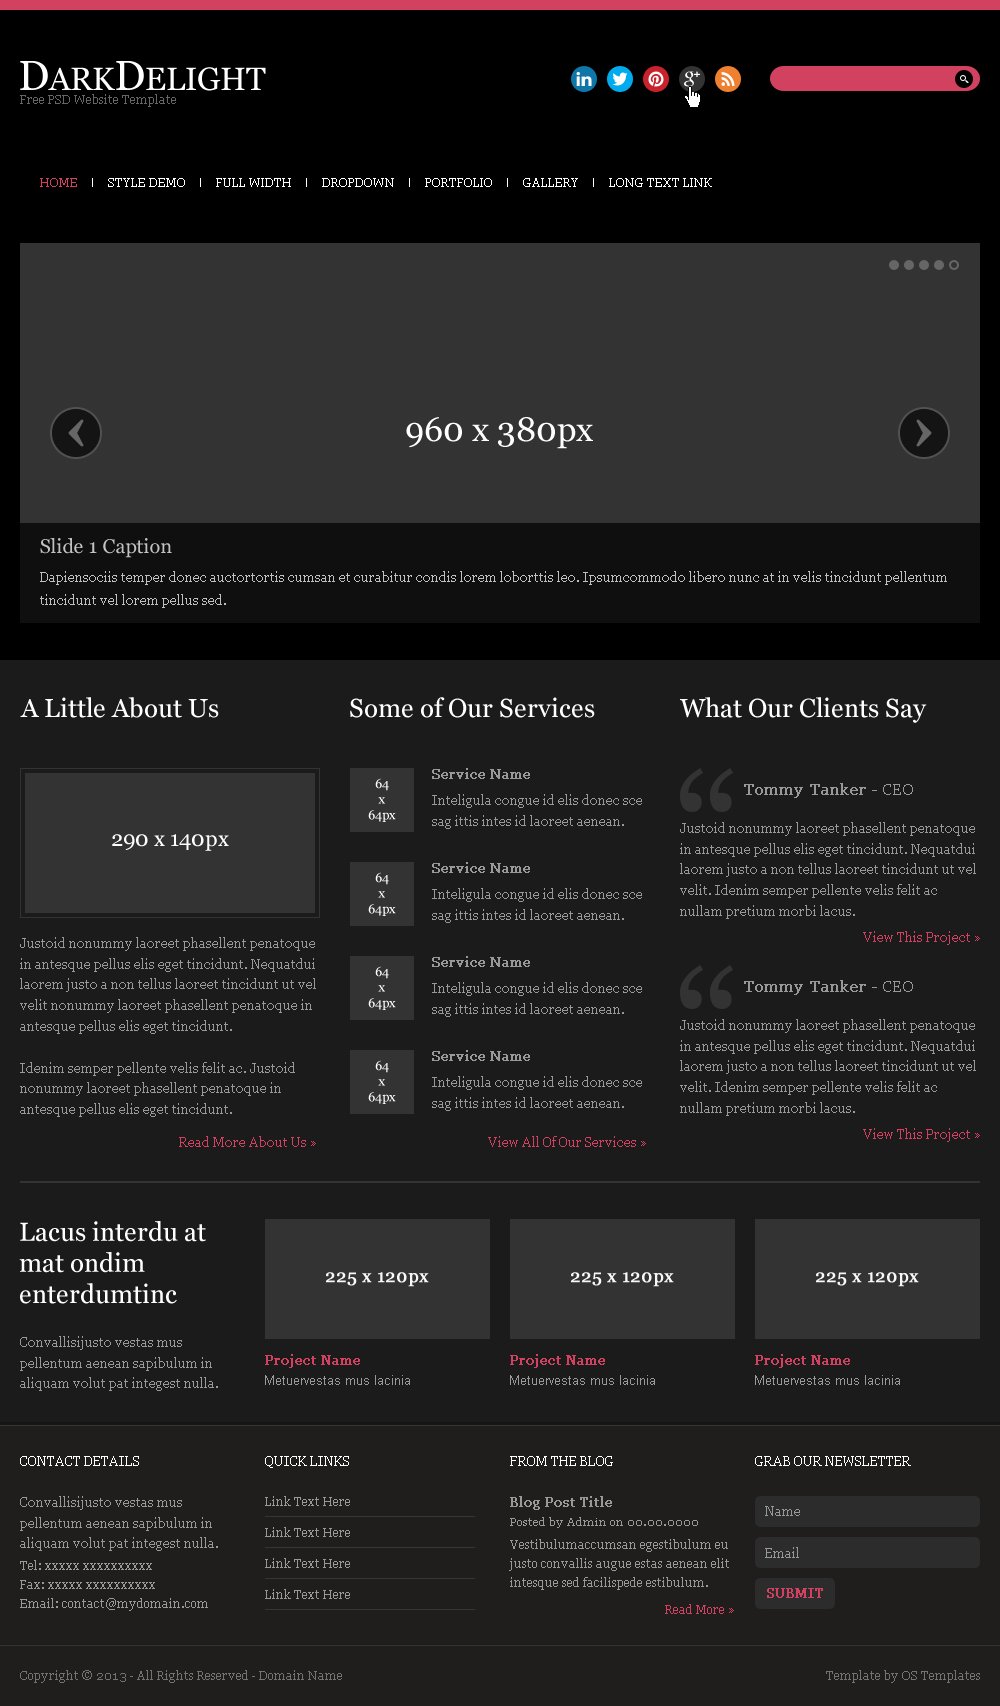 DarkDelight
Free PSD Website Template
in
g+
HOME | STYLE DEMO | FULL WIDTH | DROPDOWN | PORTFOLIO | GALLERY | LONG TEXT LINK
960 x 380px
Slide 1 Caption
Dapiensociis temper donec auctortortis cumsan et curabitur condis lorem loborttis leo. Ipsumcommodo libero nunc at in velis tincidunt pellentum
tincidunt vel lorem pellus sed.
A Little About Us
290 x 140px
Justoid nonummy laoreet phasellent penatoque
in antesque pellus elis eget tincidunt. Nequatdui
laorem justo a non tellus laoreet tincidunt ut vel
velit nonummy laoreet phasellent penatoque in
antesque pellus elis eget tincidunt.
Idenim semper pellente velis felit ac. Justoid
nonummy laoreet phasellent penatoque in
antesque pellus elis eget tincidunt.
Read More About Us »
Some of Our Services
64
x
64px
Service Name
Inteligula congue id elis donec sce
sag ittis intes id laoreet aenean.
64
x
64px
Service Name
Inteligula congue id elis donec sce
sag ittis intes id laoreet aenean.
64
x
64px
Service Name
Inteligula congue id elis donec sce
sag ittis intes id laoreet aenean.
64
x
64px
Service Name
Inteligula congue id elis donec sce
sag ittis intes id laoreet aenean.
View All Of Our Services »
What Our Clients Say
“ Tommy Tanker - CEO
Justoid nonummy laoreet phasellent penatoque
in antesque pellus elis eget tincidunt. Nequatdui
laorem justo a non tellus laoreet tincidunt ut vel
velit. Idenim semper pellente velis felit ac
nullam pretium morbi lacus.
View This Project »
“ Tommy Tanker - CEO
Justoid nonummy laoreet phasellent penatoque
in antesque pellus elis eget tincidunt. Nequatdui
laorem justo a non tellus laoreet tincidunt ut vel
velit. Idenim semper pellente velis felit ac
nullam pretium morbi lacus.
View This Project »
Lacus interdu at
mat ondim
enterdumtinc
Convallisijusto vestas mus
pellentum aenean sapibulum in
aliquam volut pat integest nulla.
225 x 120px
Project Name
Metuervestas mus lacinia
225 x 120px
Project Name
Metuervestas mus lacinia
225 x 120px
Project Name
Metuervestas mus lacinia
CONTACT DETAILS
Convallisijusto vestas mus
pellentum aenean sapibulum in
aliquam volut pat integest nulla.
Tel: xxxxx xxxxxxxxxx
Fax: xxxxx xxxxxxxxxx
Email: contact@mydomain.com
QUICK LINKS
Link Text Here
Link Text Here
Link Text Here
Link Text Here
FROM THE BLOG
Blog Post Title
Posted by Admin on 00.00.0000
Vestibulumaccumsan egestibulum eu
justo convallis augue estas aenean elit
intesque sed facilispede estibulum.
Read More »
GRAB OUR NEWSLETTER
Name
Email
SUBMIT
Copyright © 2013 - All Rights Reserved - Domain Name
Template by OS Templates